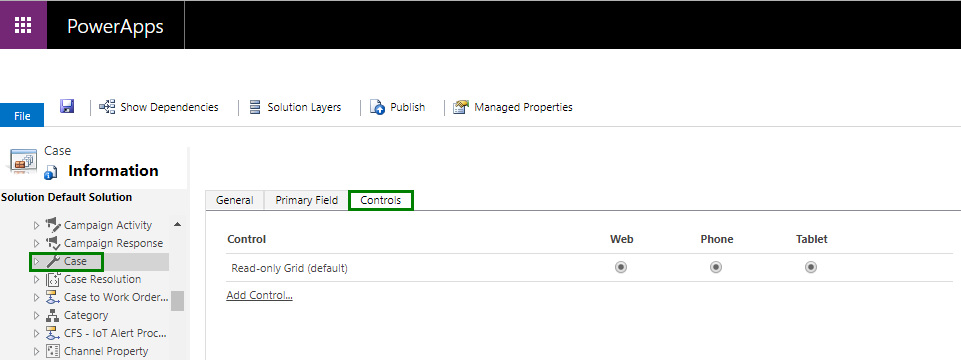 PowerApps
File
Show Dependencies
Solution Layers
Publish
Managed Properties
Case
Information
Solution Default Solution
Campaign Activity
Campaign Response
Case
Case Resolution
Case to Work Order...
Category
CFS - IoT Alert Proc...
Channel Property
General
Primary Field
Controls
Control Web Phone Tablet
Read-only Grid (default)
Add Control...